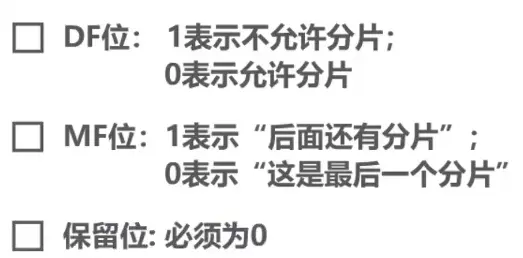 DF位： 1表示不允许分片；
0表示允许分片
MF位：1表示“后面还有分片”；
0表示“这是最后一个分片”
保留位: 必须为0